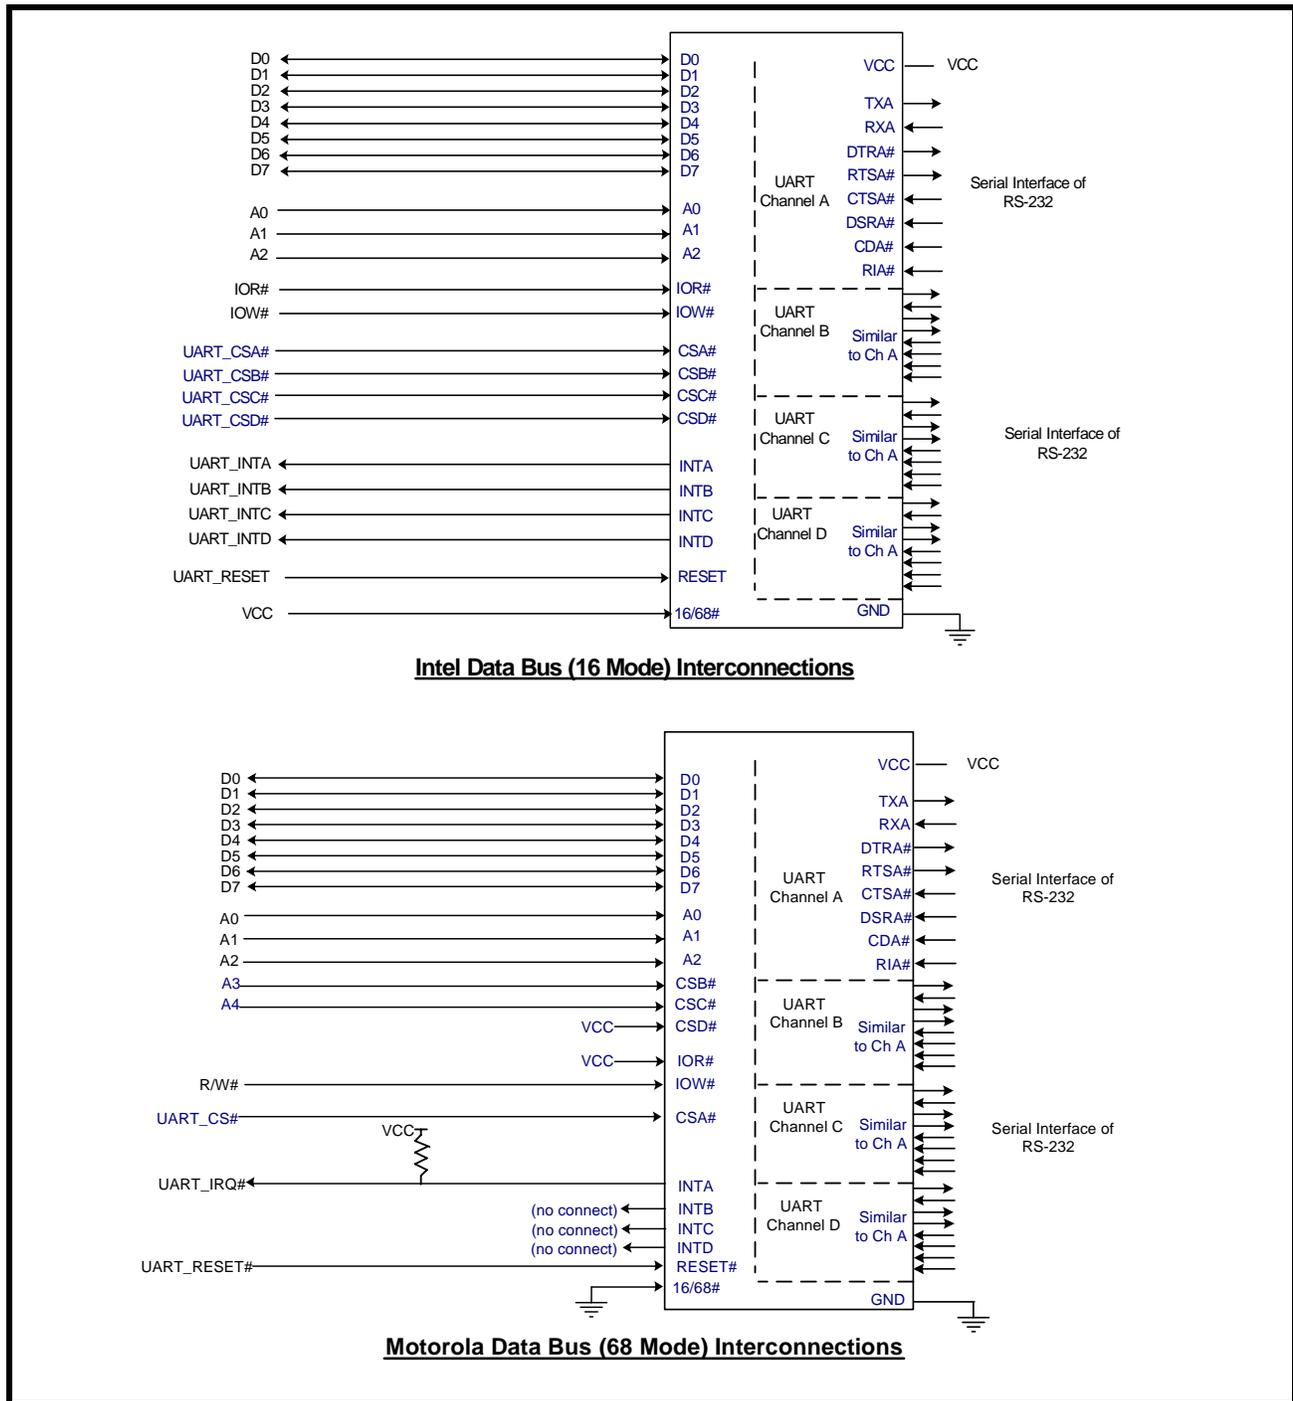 D0
D1
D2
D3
D4
D5
D6
D7
A0
A1
A2
IOR#
IOW#
UART_CSA#
UART_CSB#
UART_CSC#
UART_CSD#
UART_INTA
UART_INTB
UART_INTC
UART_INTD
UART_RESET
VCC
D0
D1
D2
D3
D4
D5
D6
D7
A0
A1
A2
IOR#
IOW#
CSA#
CSB#
CSC#
CSD#
INTA
INTB
INTC
INTD
RESET
16/68#
UART
Channel A
UART
Channel B
UART
Channel C
UART
Channel D
VCC
TXA
RXA
DTRA#
RTSA#
CTSA#
DSRA#
CDA#
RIA#
Similar
to Ch A
Similar
to Ch A
Similar
to Ch A
GND
VCC
Serial Interface of
RS-232
Serial Interface of
RS-232
Intel Data Bus (16 Mode) Interconnections
D0
D1
D2
D3
D4
D5
D6
D7
A0
A1
A2
A3
A4
VCC
VCC
R/W#
UART_CS#
VCC
UART_IRQ#
(no connect)
(no connect)
(no connect)
UART_RESET#
D0
D1
D2
D3
D4
D5
D6
D7
A0
A1
A2
CSB#
CSC#
CSD#
IOR#
IOW#
CSA#
INTA
INTB
INTC
INTD
RESET#
16/68#
UART
Channel A
UART
Channel B
UART
Channel C
UART
Channel D
VCC
TXA
RXA
DTRA#
RTSA#
CTSA#
DSRA#
CDA#
RIA#
Similar
to Ch A
Similar
to Ch A
Similar
to Ch A
GND
VCC
Serial Interface of
RS-232
Serial Interface of
RS-232
Motorola Data Bus (68 Mode) Interconnections